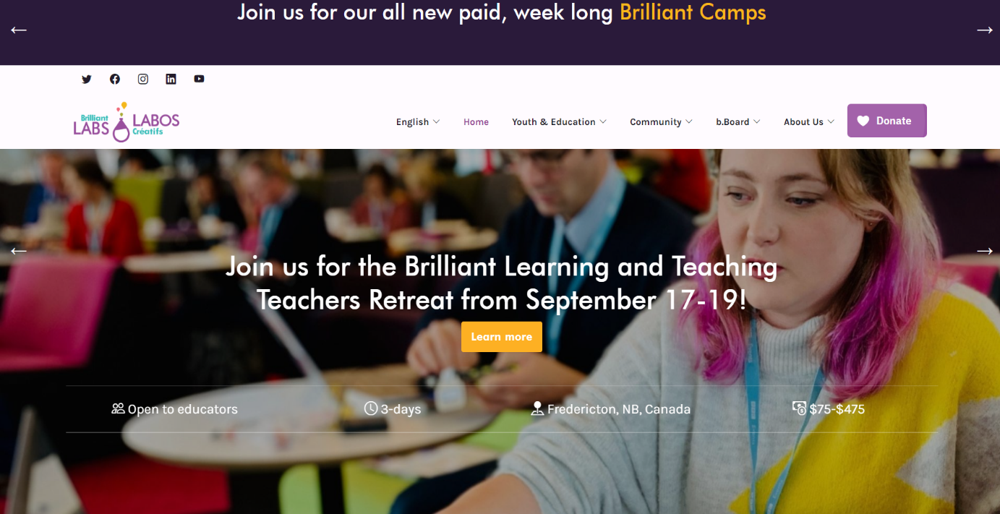 Join us for our all new paid, week long Brilliant Camps
Brilliant
LABS
LABOS
Créatifs
English
Home
Youth & Education
Community
b.Board
About Us
Donate
Join us for the Brilliant Learning and Teaching
Teachers Retreat from September 17-19!
Learn more
Open to educators
3-days
Fredericton, NB, Canada
$75-$475